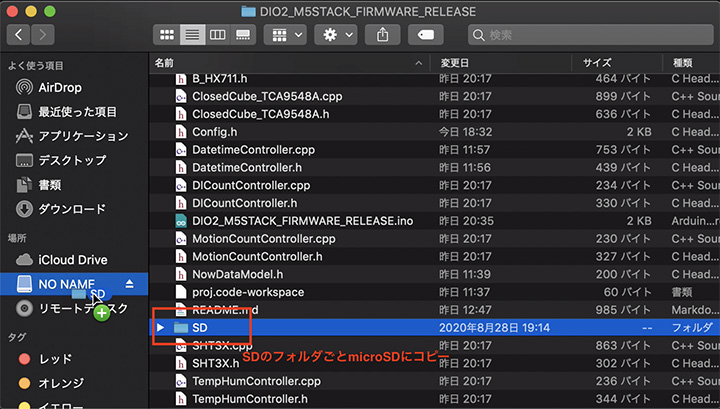 DIO2_M5STACK_FIRMWARE_RELEASE
検索
よく使う項目
AirDrop
最近使った項目
アプリケーション
デスクトップ
書類
ダウンロード
場所
iCloud Drive
NO NAME
SD
リモートディスク
タグ
レッド
オレンジ
イエロー
名前 変更日 サイズ 種類
B_HX711.h 昨日 20:17 464 バイト C Head...
ClosedCube_TCA9548A.cpp 昨日 20:17 899 バイト C++ Sour
ClosedCube_TCA9548A.h 昨日 20:17 636 バイト C Head...
Config.h 今日 18:32 2 KB C Head...
DatetimeController.cpp 昨日 11:57 753 バイト C++ Sour
DatetimeController.h 昨日 11:56 439 バイト C Head...
DICountController.cpp 昨日 20:17 234 バイト C++ Sour
DICountController.h 昨日 20:17 330 バイト C Head...
DIO2_M5STACK_FIRMWARE_RELEASE.ino 昨日 20:35 2 KB Arduin...
MotionCountController.cpp 昨日 20:17 230 バイト C++ Sour
MotionCountController.h 昨日 20:17 327 バイト C Head...
NowDataModel.h 昨日 11:39 200 バイト C Head...
proj.code-workspace 昨日 11:37 60 バイト 書類
README.md 昨日 12:47 985 バイト Markdo...
SD 2020年8月28日 19:14 -- フォルダ
SHT3X.cpp 昨日 20:17 863 バイト C++ Sour
SDのフォルダごとmicroSDにコピー
SHT3X.h 昨日 20:17 624 バイト C Head...
TempHumController.cpp 昨日 20:17 236 バイト C++ Sour
TempHumController.h 昨日 20:17 344 バイト C Head...